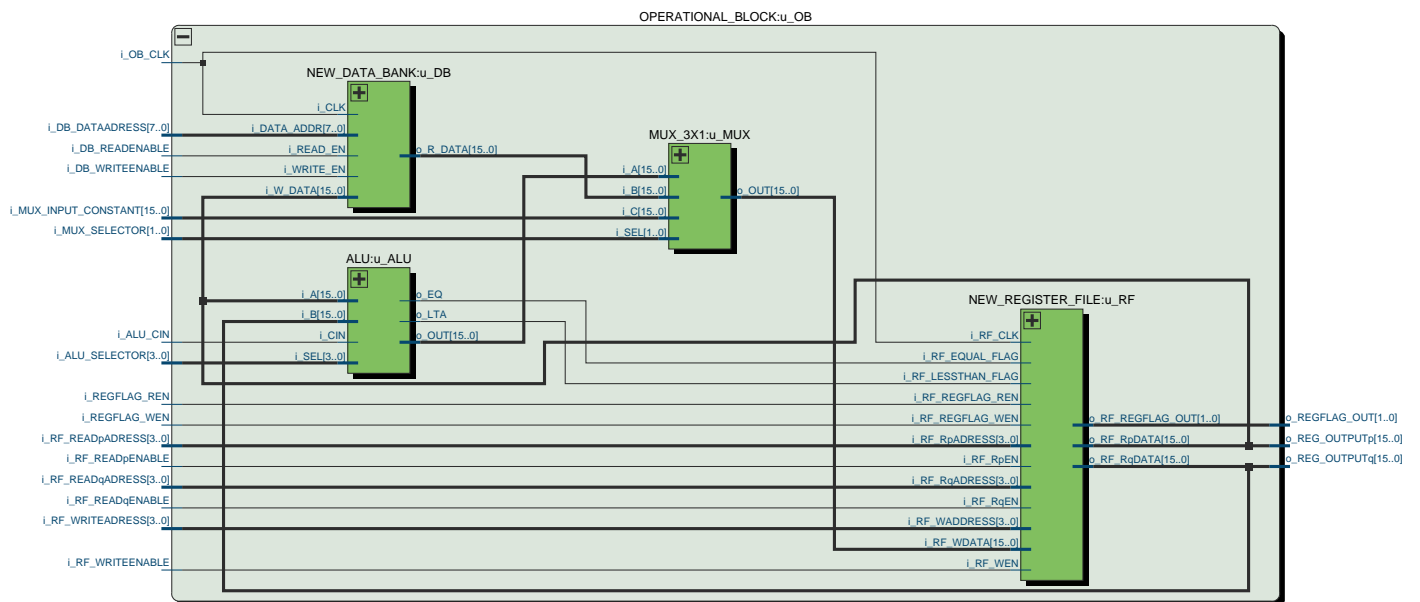 OPERATIONAL_BLOCK:u_OB
i_OB_CLK
i_DB_DATAADRESS[7..0]
i_DB_READENABLE
i_DB_WRITEENABLE
i_MUX_INPUT_CONSTANT[15..0]
i_MUX_SELECTOR[1..0]
i_ALU_CIN
i_ALU_SELECTOR[3..0]
i_REGFLAG_REN
i_REGFLAG_WEN
i_RF_READpADRESS[3..0]
i_RF_READpENABLE
i_RF_READqADRESS[3..0]
i_RF_READqENABLE
i_RF_WRITEADRESS[3..0]
i_RF_WRITEENABLE
NEW_DATA_BANK:u_DB
i_CLK
i_DATA_ADDR[7..0]
i_READ_EN
i_WRITE_EN
i_W_DATA[15..0]
o_R_DATA[15..0]
ALU:u_ALU
i_A[15..0]
i_B[15..0]
i_CIN
i_SEL[3..0]
o_EQ
o_LTA
o_OUT[15..0]
MUX_3X1:u_MUX
i_A[15..0]
i_B[15..0]
i_C[15..0]
i_SEL[1..0]
o_OUT[15..0]
NEW_REGISTER_FILE:u_RF
i_RF_CLK
i_RF_EQUAL_FLAG
i_RF_LESSTHAN_FLAG
i_RF_REGFLAG_REN
i_RF_REGFLAG_WEN
i_RF_RpADRESS[3..0]
i_RF_RpEN
i_RF_RqADRESS[3..0]
i_RF_RqEN
i_RF_WADDRESS[3..0]
i_RF_WDATA[15..0]
i_RF_WEN
o_RF_REGFLAG_OUT[1..0]
o_RF_RpDATA[15..0]
o_RF_RqDATA[15..0]
o_REGFLAG_OUT[1..0]
o_REG_OUTPUTp[15..0]
o_REG_OUTPUTq[15..0]